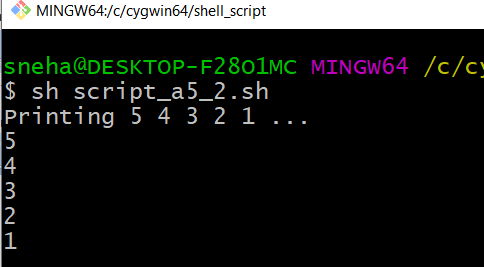 MINGW64:/c/cygwin64/shell_script
sneha@DESKTOP-F28O1MC MINGW64 /c/cy
$ sh script_a5_2.sh
Printing 5 4 3 2 1 ...
5
4
3
2
1